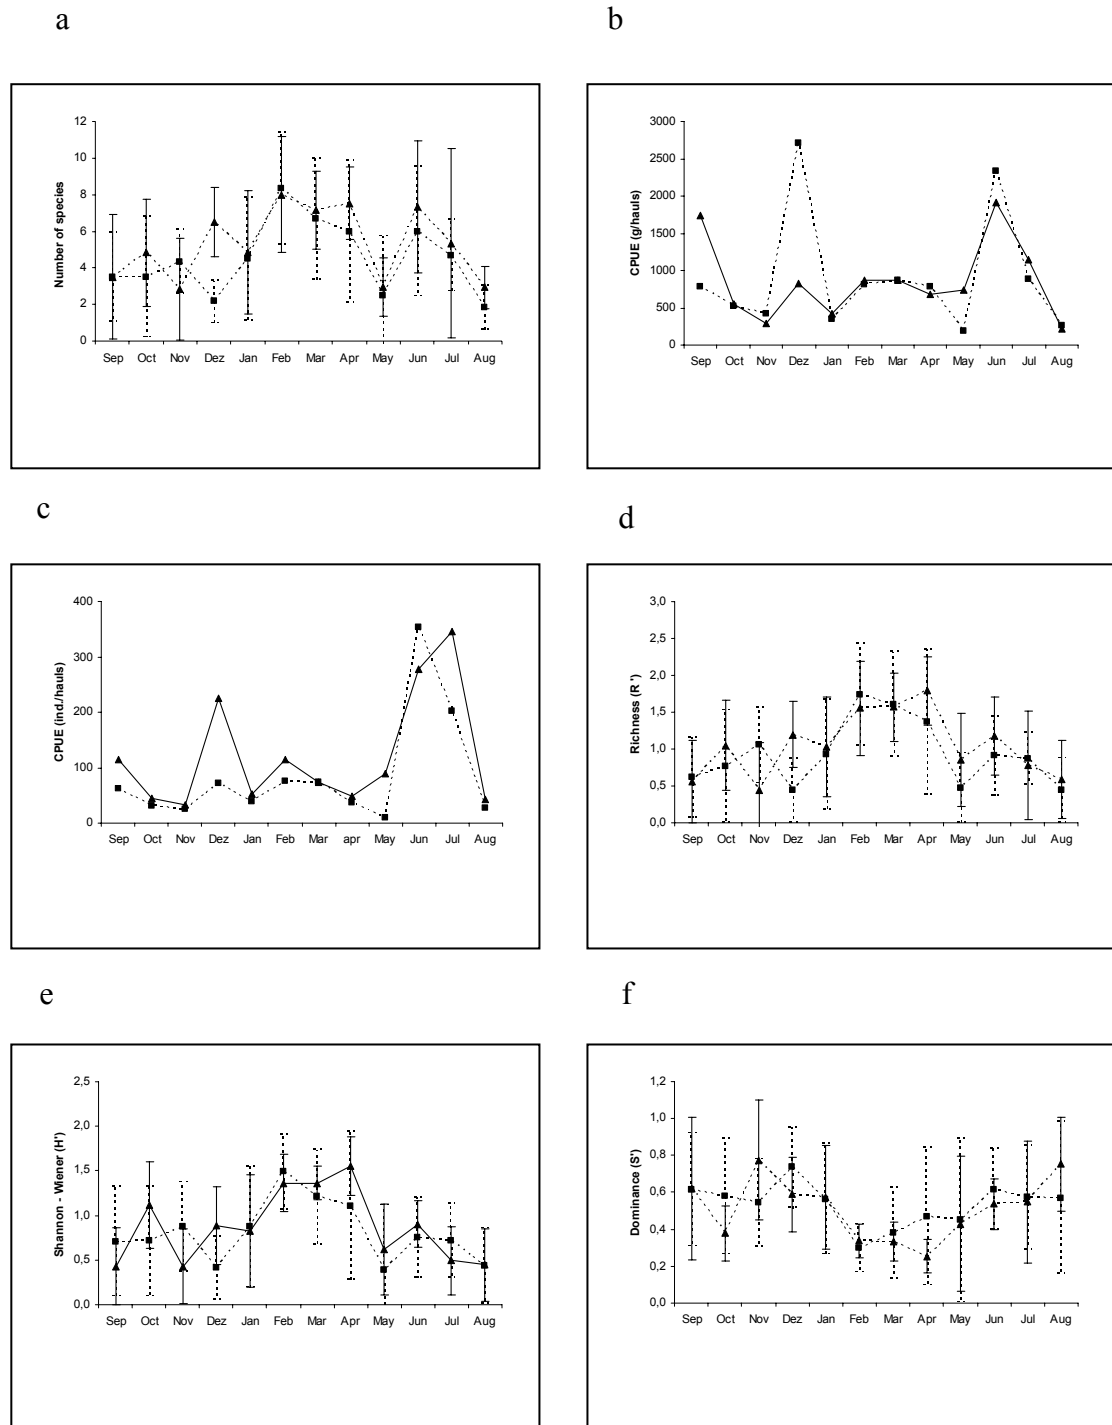 a
b
Number of species
12
10
8
6
4
2
0
Sep Oct Nov Dez Jan Feb Mar Apr May Jun Jul Aug
CPUE (g/hauls)
3000
2500
2000
1500
1000
500
0
Sep Oct Nov Dez Jan Feb Mar Apr May Jun Jul Aug
c
d
CPUE (ind./hauls)
400
300
200
100
0
Sep Oct Nov Dez Jan Feb Mar Apr May Jun Jul Aug
Richness (R')
3,0
2,5
2,0
1,5
1,0
0,5
0,0
Sep Oct Nov Dez Jan Feb Mar Apr May Jun Jul Aug
e
f
Shannon - Wiener (H')
2,5
2,0
1,5
1,0
0,5
0,0
Sep Oct Nov Dez Jan Feb Mar Apr May Jun Jul Aug
Dominance (S')
1,2
1,0
0,8
0,6
0,4
0,2
0,0
Sep Oct Nov Dez Jan Feb Mar Apr May Jun Jul Aug